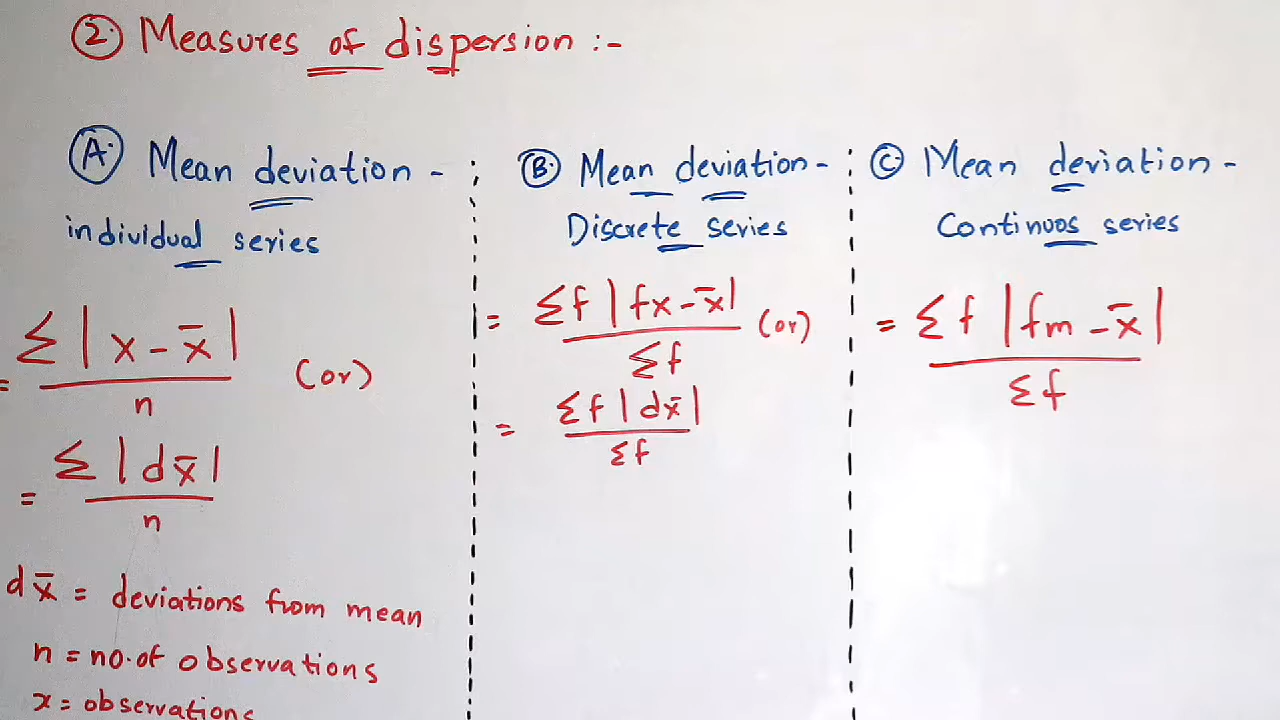 ② Measures of dispersion :-
Ⓐ Mean deviation -
individual series
= Σ|x - x̄| / n (or)
= Σ|dx̄| / n
dx̄ = deviations from mean
n = no. of observations
x = observations
Ⓑ Mean deviation -
Discrete series
= Σf|fx - x̄| / Σf (or)
= Σf|dx̄| / Σf
Ⓒ Mean deviation -
Continuos series
= Σf|fm - x̄| / Σf